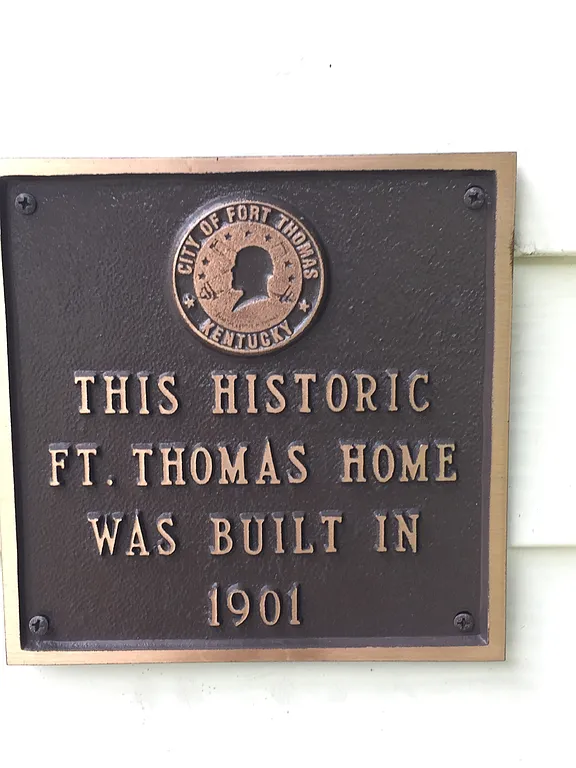 CITY OF FORT THOMAS
KENTUCKY
THIS HISTORIC
FT. THOMAS HOME
WAS BUILT IN
1901